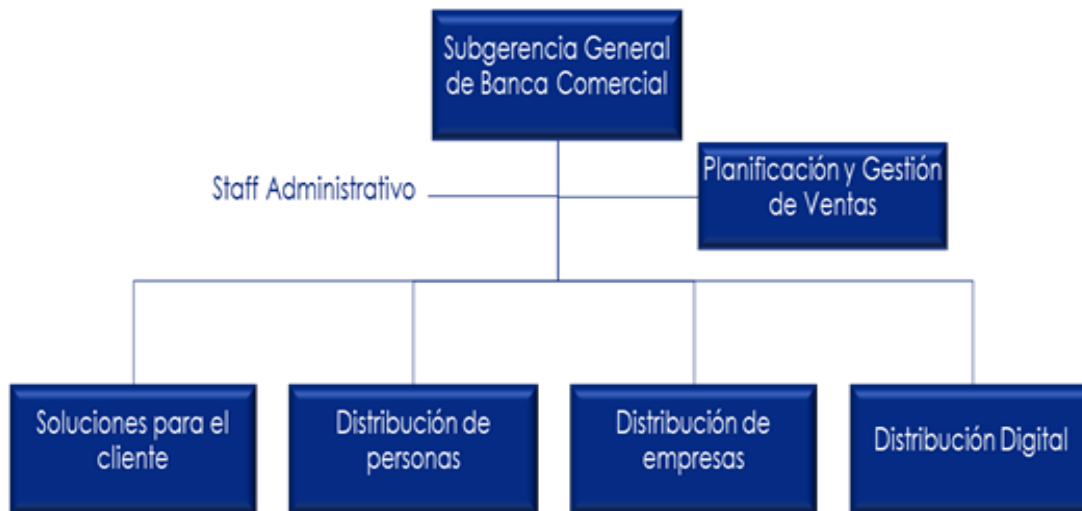 Subgerencia General
de Banca Comercial
Staff Administrativo
Planificación y Gestión
de Ventas
Soluciones para el
cliente
Distribución de
personas
Distribución de
empresas
Distribución Digital